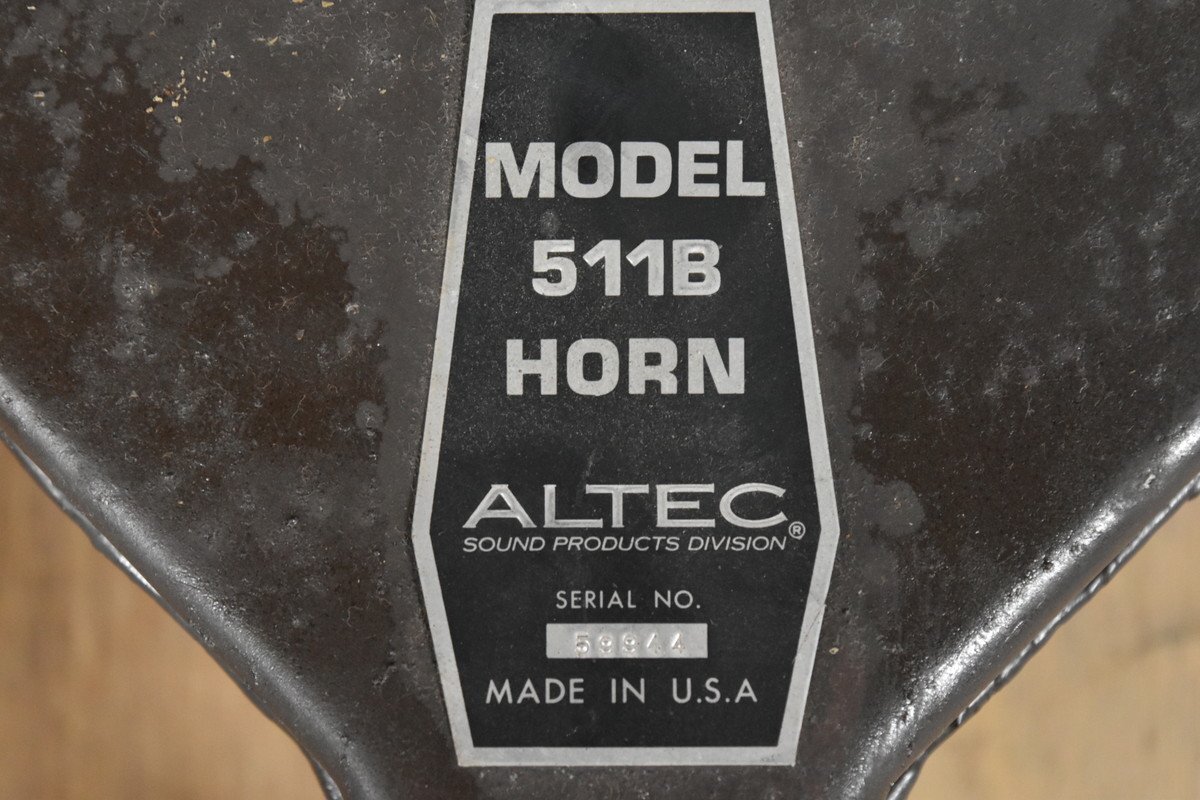 MODEL
511B
HORN
ALTEC®
SOUND PRODUCTS DIVISION
SERIAL NO.
59944
MADE IN U.S.A